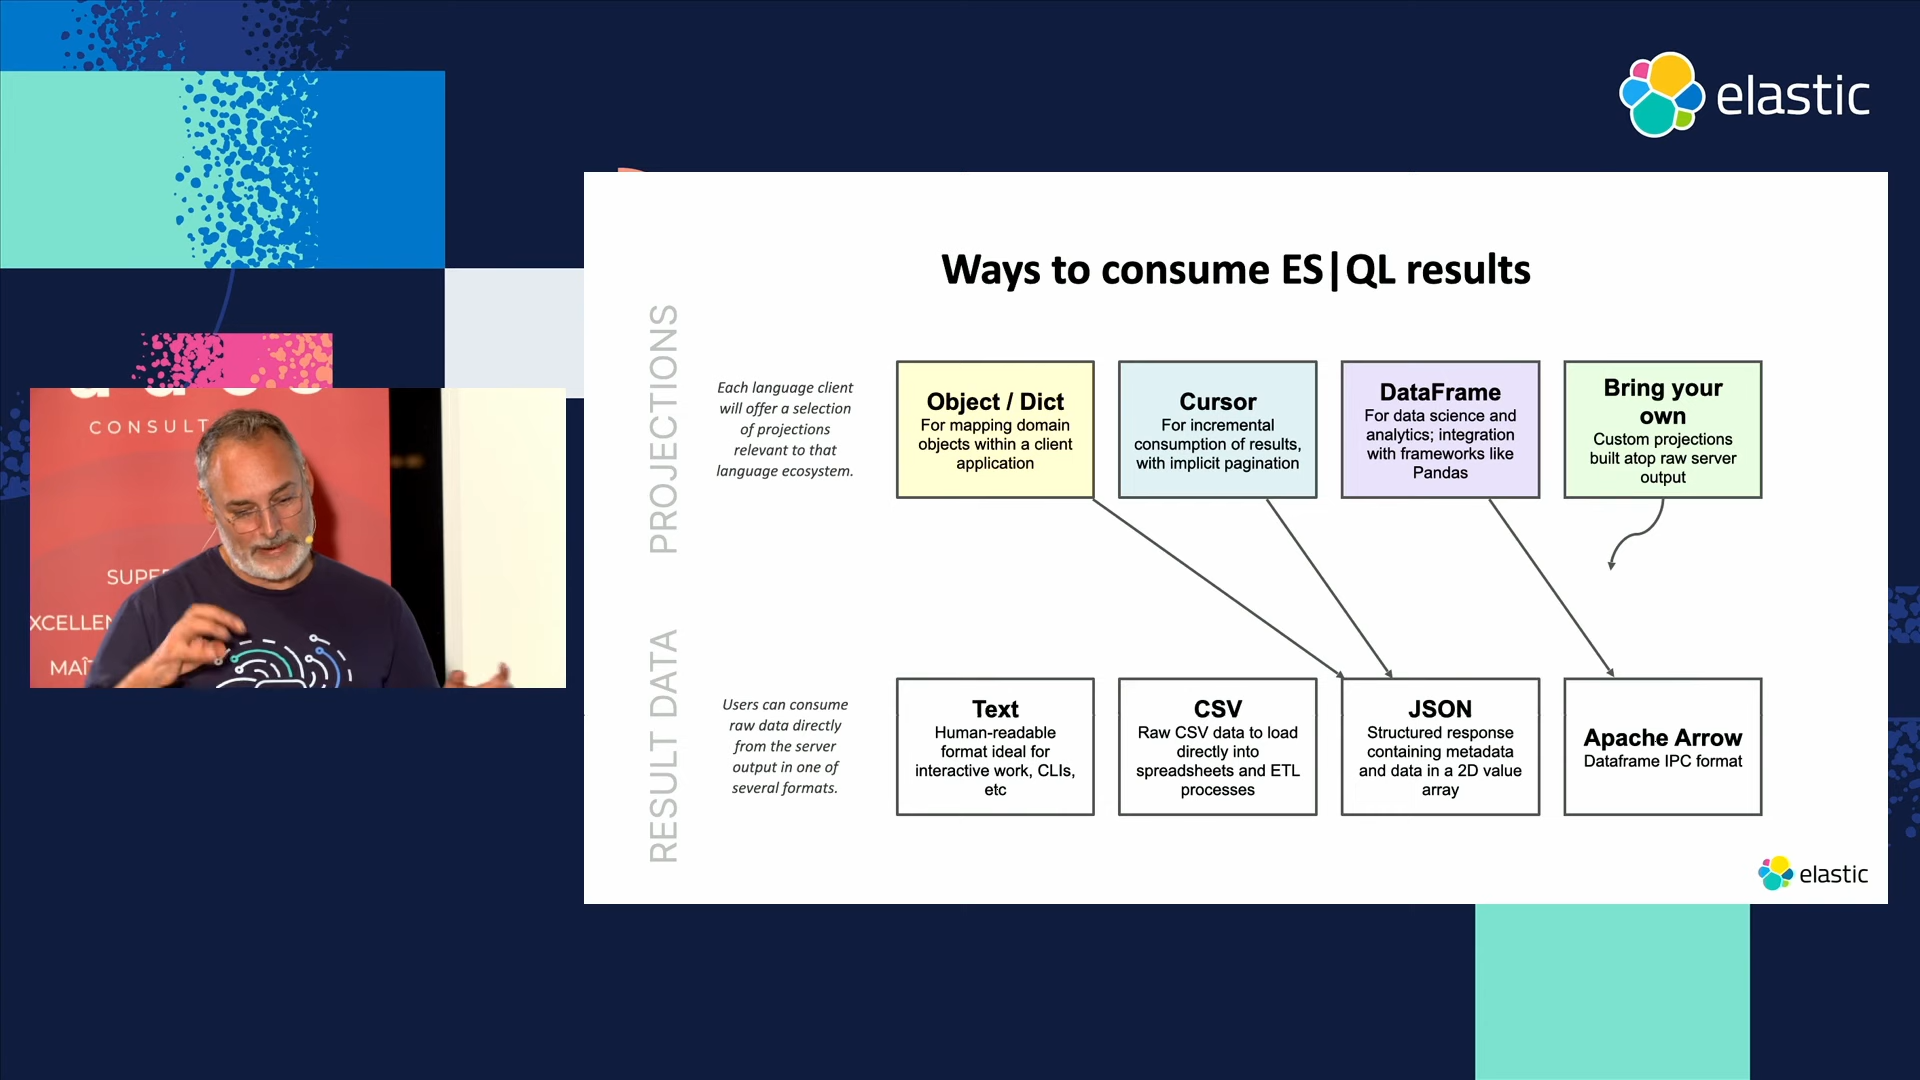 elastic
Ways to consume ES|QL results
PROJECTIONS
Each language client
will offer a selection
of projections
relevant to that
language ecosystem.
Object / Dict
For mapping domain
objects within a client
application
Cursor
For incremental
consumption of results,
with implicit pagination
DataFrame
For data science and
analytics; integration
with frameworks like
Pandas
Bring your
own
Custom projections
built atop raw server
output
RESULT DATA
Users can consume
raw data directly
from the server
output in one of
several formats.
Text
Human-readable
format ideal for
interactive work, CLIs,
etc
CSV
Raw CSV data to load
directly into
spreadsheets and ETL
processes
JSON
Structured response
containing metadata
and data in a 2D value
array
Apache Arrow
Dataframe IPC format
elastic
CONSULT
SUPE
XCELLEN
MAÎT